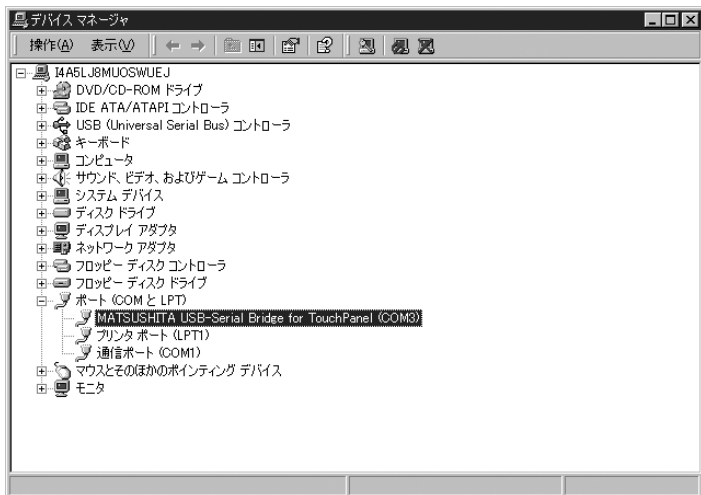 デバイス マネージャ
操作(A) 表示(V)
I4A5LJ8MUOSWUEJ
DVD/CD-ROM ドライブ
IDE ATA/ATAPI コントローラ
USB (Universal Serial Bus) コントローラ
キーボード
コンピュータ
サウンド、ビデオ、およびゲーム コントローラ
システム デバイス
ディスク ドライブ
ディスプレイ アダプタ
ネットワーク アダプタ
フロッピー ディスク コントローラ
フロッピー ディスク ドライブ
ポート (COM と LPT)
MATSUSHITA USB-Serial Bridge for TouchPanel (COM3)
プリンタ ポート (LPT1)
通信ポート (COM1)
マウスとそのほかのポインティング デバイス
モニタ